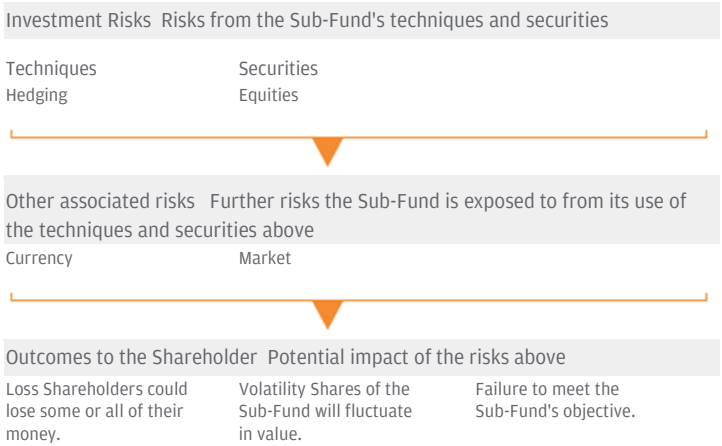 Investment Risks Risks from the Sub-Fund's techniques and securities
Techniques Securities
Hedging Equities
Other associated risks Further risks the Sub-Fund is exposed to from its use of
the techniques and securities above
Currency Market
Outcomes to the Shareholder Potential impact of the risks above
Loss Shareholders could
lose some or all of their
money.
Volatility Shares of the
Sub-Fund will fluctuate
in value.
Failure to meet the
Sub-Fund's objective.